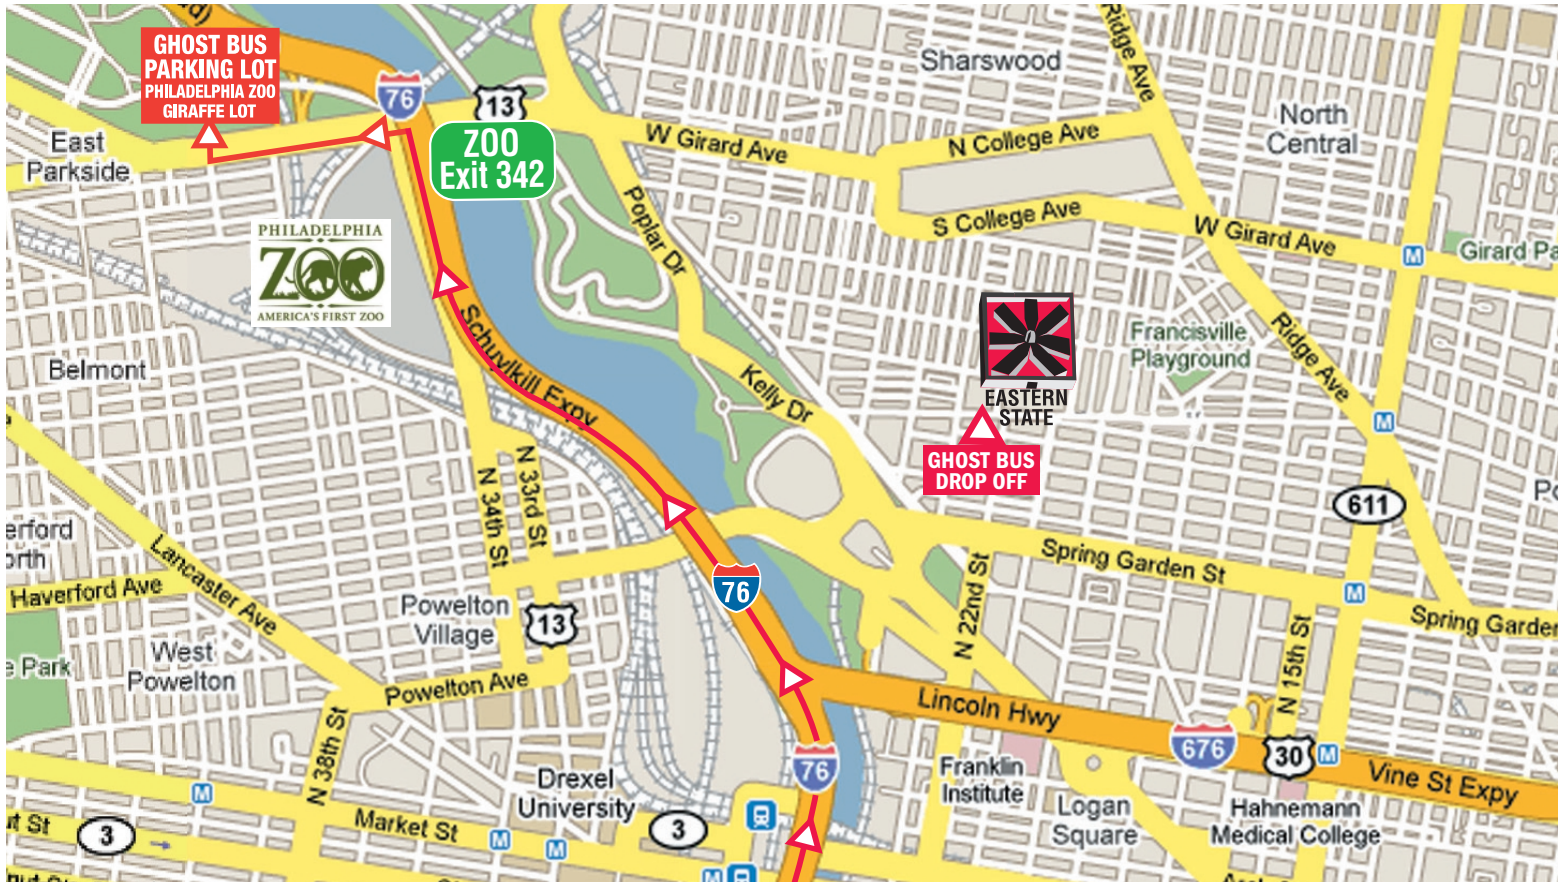 GHOST BUS
PARKING LOT
PHILADELPHIA ZOO
GIRAFFE LOT
76
13
ZOO
Exit 342
East
Parkside
Sharswood
Ridge Ave
North
Central
W Girard Ave
N College Ave
S College Ave
W Girard Ave
Poplar Dr
M
Girard Pa
PHILADELPHIA
ZOO
AMERICA'S FIRST ZOO
Schuylkill Expy
Belmont
Francisville
Playground
Ridge Ave
Kelly Dr
EASTERN
STATE
GHOST BUS
DROP OFF
M
611
N 33rd St
N 34th St
erford
orth
Lancaster Ave
Haverford Ave
Spring Garden St
M
Spring Garden
76
Powelton
Village
13
N 22nd St
N 15th St
e Park
West
Powelton
Powelton Ave
N 38th St
Lincoln Hwy
676
30
M
Vine St Expy
76
Franklin
Institute
Logan
Square
Hahnemann
Medical College
Drexel
University
M
Market St
3
3
M
M
ut St
M